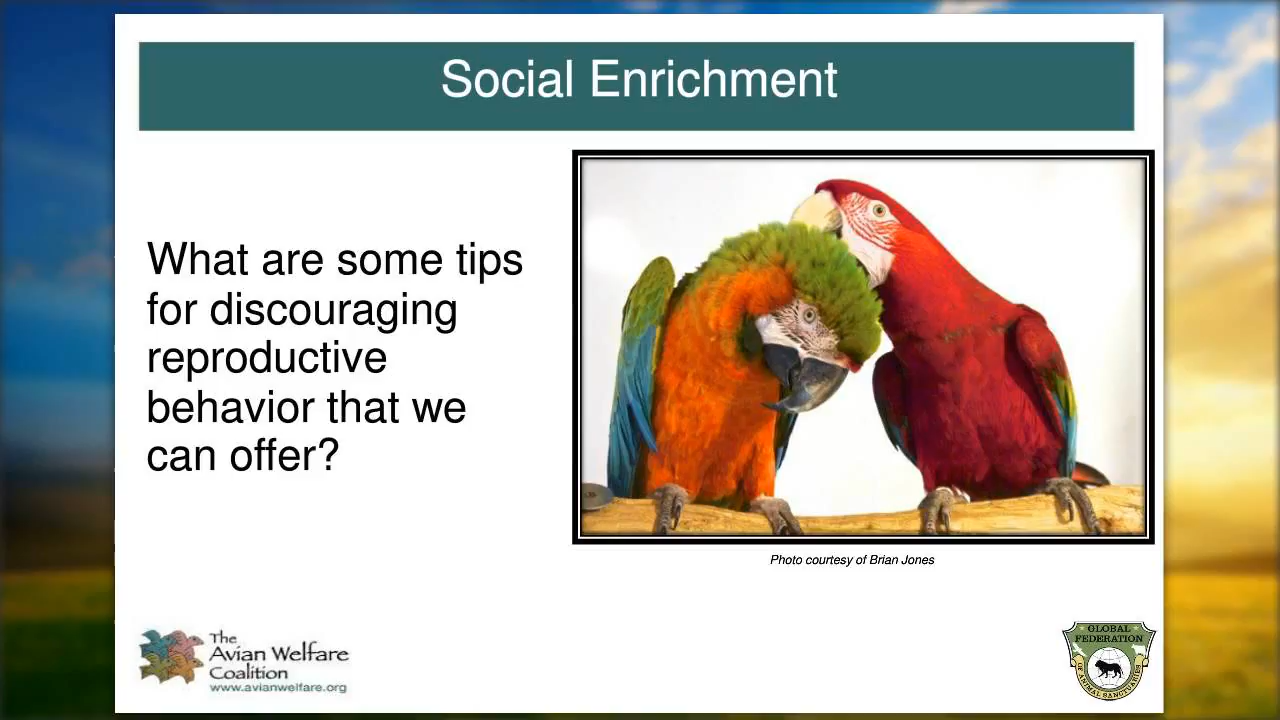 Social Enrichment
What are some tips
for discouraging
reproductive
behavior that we
can offer?
Photo courtesy of Brian Jones
The
Avian Welfare
Coalition
www.avianwelfare.org
GLOBAL
FEDERATION
OF ANIMAL SANCTUARIES